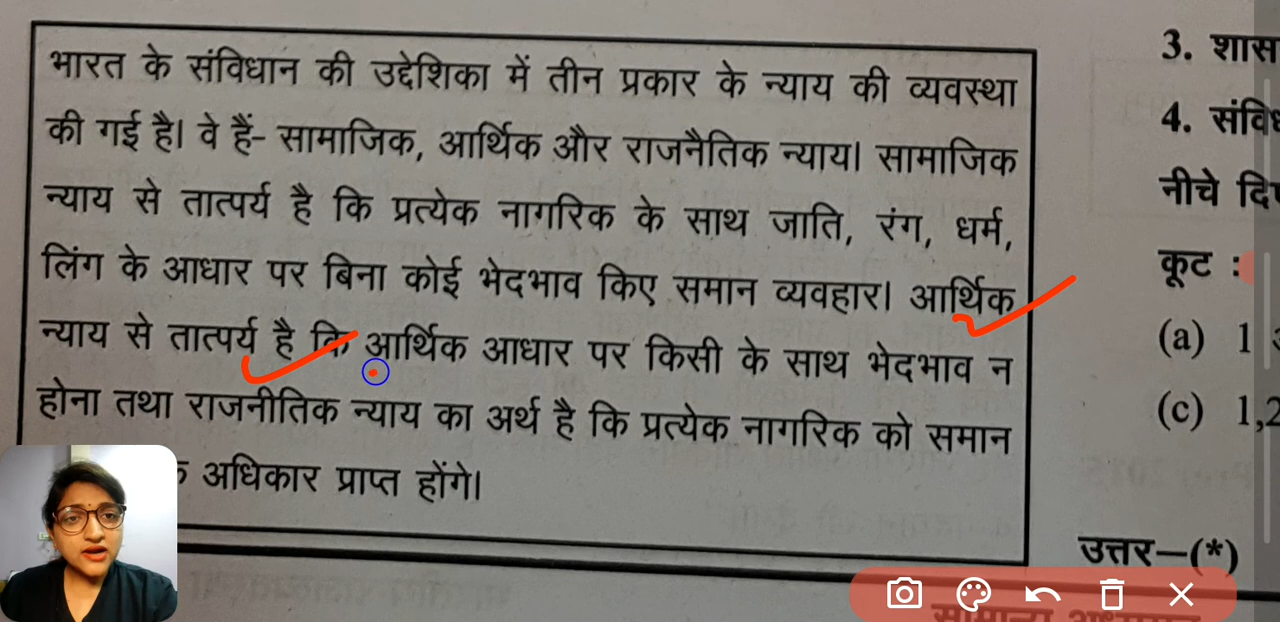 भारत के संविधान की उद्देशिका में तीन प्रकार के न्याय की व्यवस्था
की गई है। वे हैं- सामाजिक, आर्थिक और राजनैतिक न्याय। सामाजिक
न्याय से तात्पर्य है कि प्रत्येक नागरिक के साथ जाति, रंग, धर्म,
लिंग के आधार पर बिना कोई भेदभाव किए समान व्यवहार। आर्थिक
न्याय से तात्पर्य है कि आर्थिक आधार पर किसी के साथ भेदभाव न
होना तथा राजनीतिक न्याय का अर्थ है कि प्रत्येक नागरिक को समान
अधिकार प्राप्त होंगे।
3.
4.
नीचे
कूट :
(a) 1
(c) 1,2
उत्तर–(*)